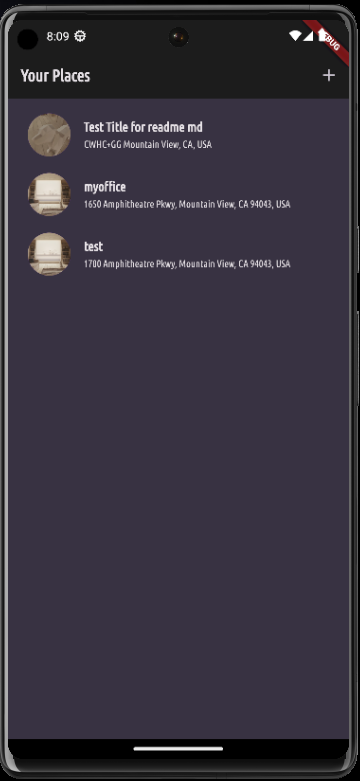 8:09
DEBUG
Your Places
Test Title for readme md
CWHC+GG Mountain View, CA, USA
myoffice
1650 Amphitheatre Pkwy, Mountain View, CA 94043, USA
test
1700 Amphitheatre Pkwy, Mountain View, CA 94043, USA